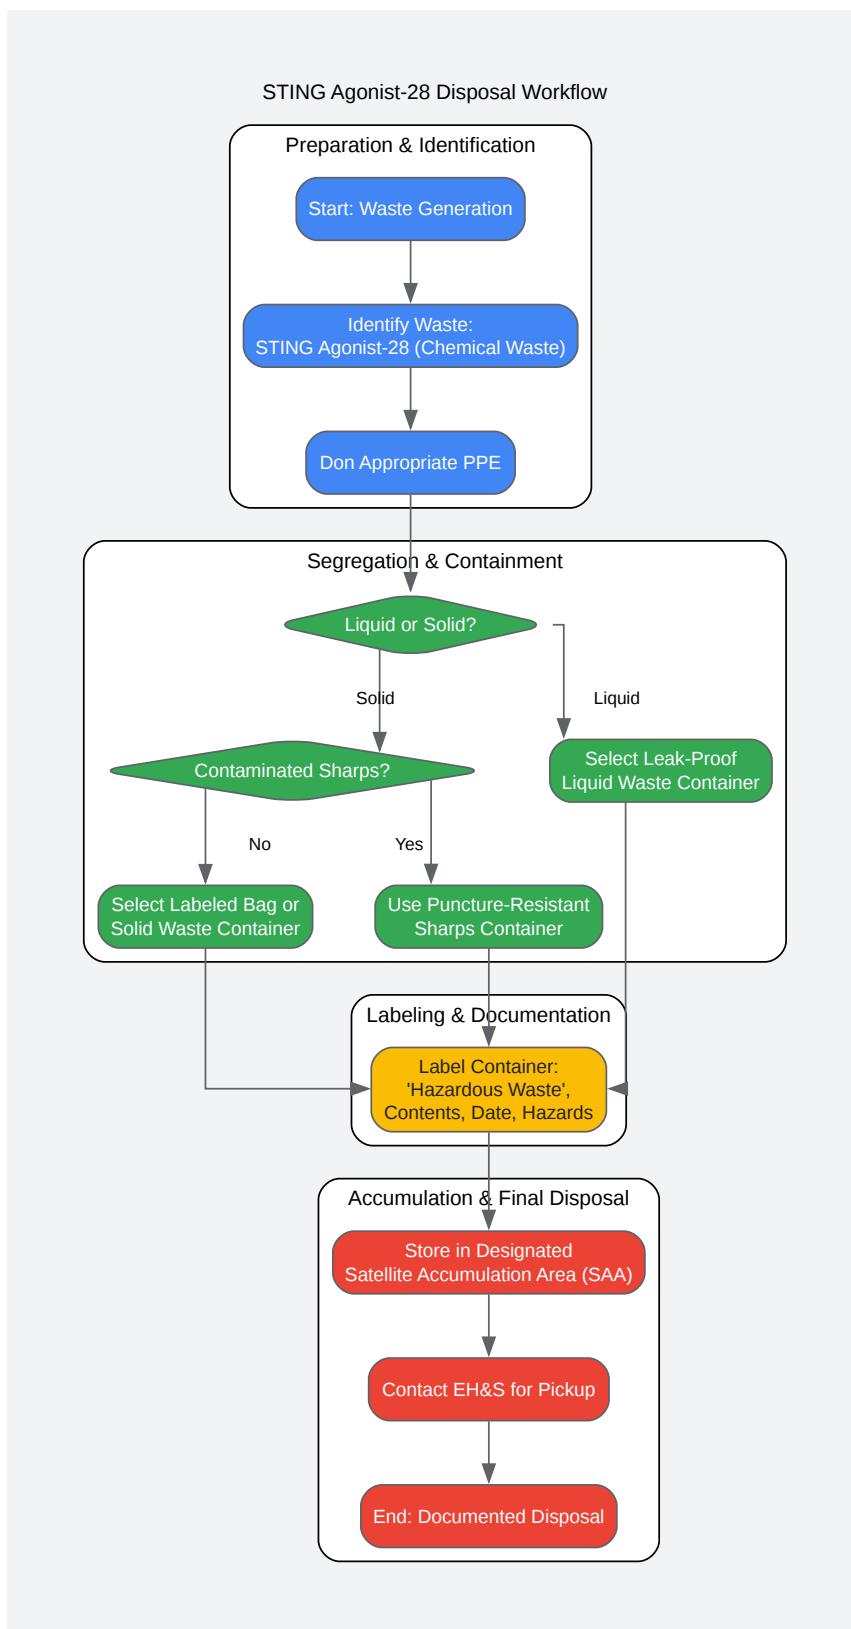 STING Agonist-28 Disposal Workflow
Preparation & Identification
Start: Waste Generation
Identify Waste:
STING Agonist-28 (Chemical Waste)
Don Appropriate PPE
Segregation & Containment
Liquid or Solid?
Solid
Liquid
Contaminated Sharps?
Select Leak-Proof
Liquid Waste Container
No
Yes
Select Labeled Bag or
Solid Waste Container
Use Puncture-Resistant
Sharps Container
Labeling & Documentation
Label Container:
'Hazardous Waste',
Contents, Date, Hazards
Accumulation & Final Disposal
Store in Designated
Satellite Accumulation Area (SAA)
Contact EH&S for Pickup
End: Documented Disposal